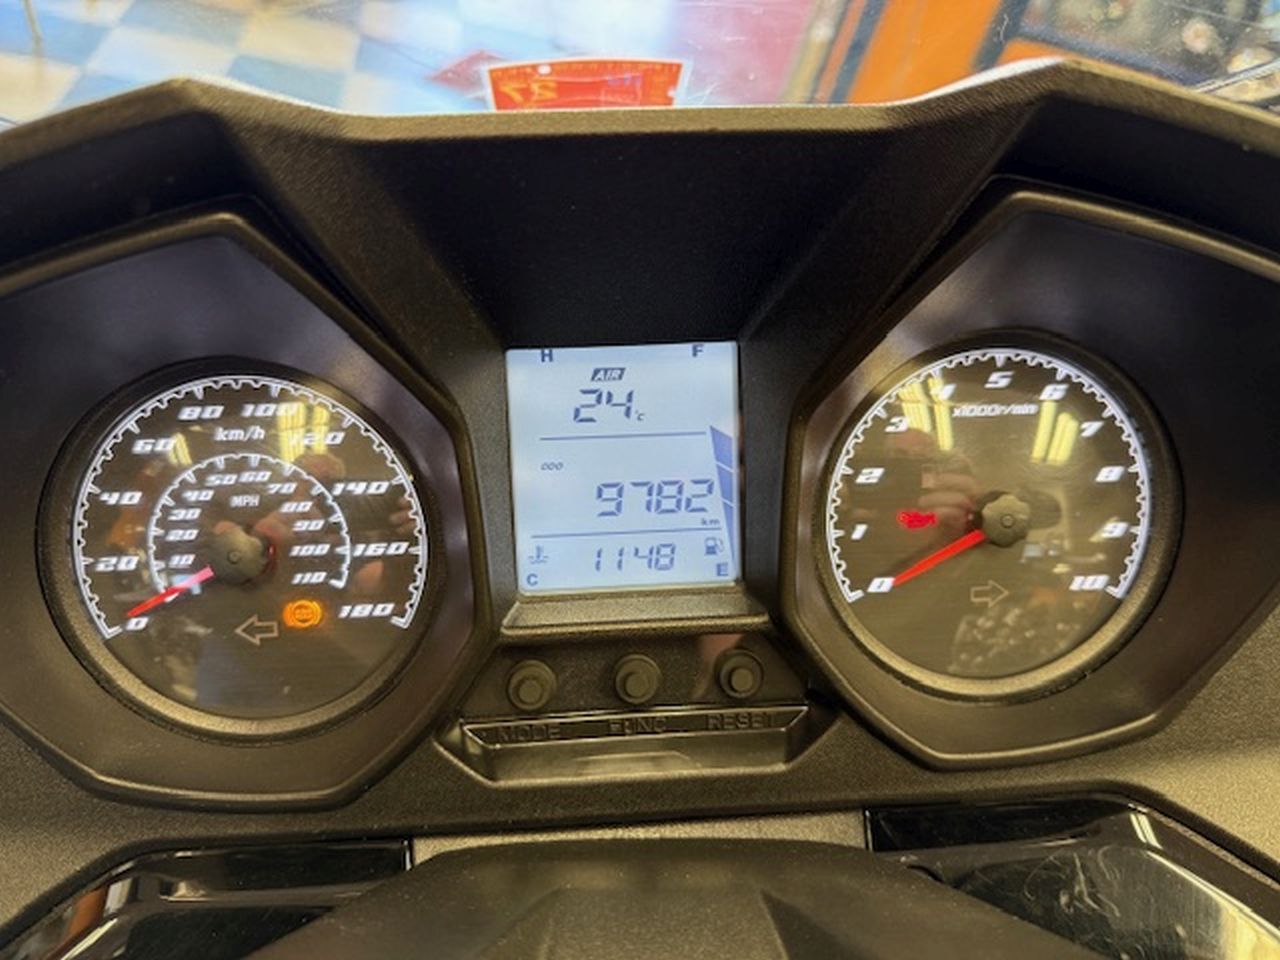 27
H F
AIR
24 °C
ODO
9782
km
1148
C E
0 20 40 60 80 100 120 140 160 180
km/h
10 20 30 40 50 60 70 80 90 100 110
MPH
0 1 2 3 4 5 6 7 8 9 10
x1000r/min
MODE FUNC RESET